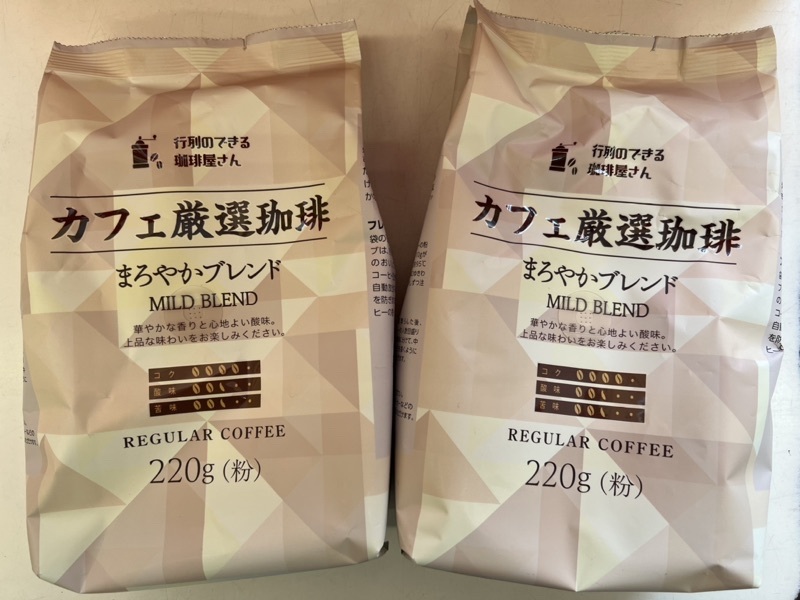 行列のできる
珈琲屋さん
カフェ厳選珈琲
まろやかブレンド
MILD BLEND
華やかな香りと心地よい酸味。
上品な味わいをお楽しみください。
コク
酸味
苦味
REGULAR COFFEE
220g(粉)
行列のできる
珈琲屋さん
カフェ厳選珈琲
まろやかブレンド
MILD BLEND
華やかな香りと心地よい酸味。
上品な味わいをお楽しみください。
コク
酸味
苦味
REGULAR COFFEE
220g(粉)